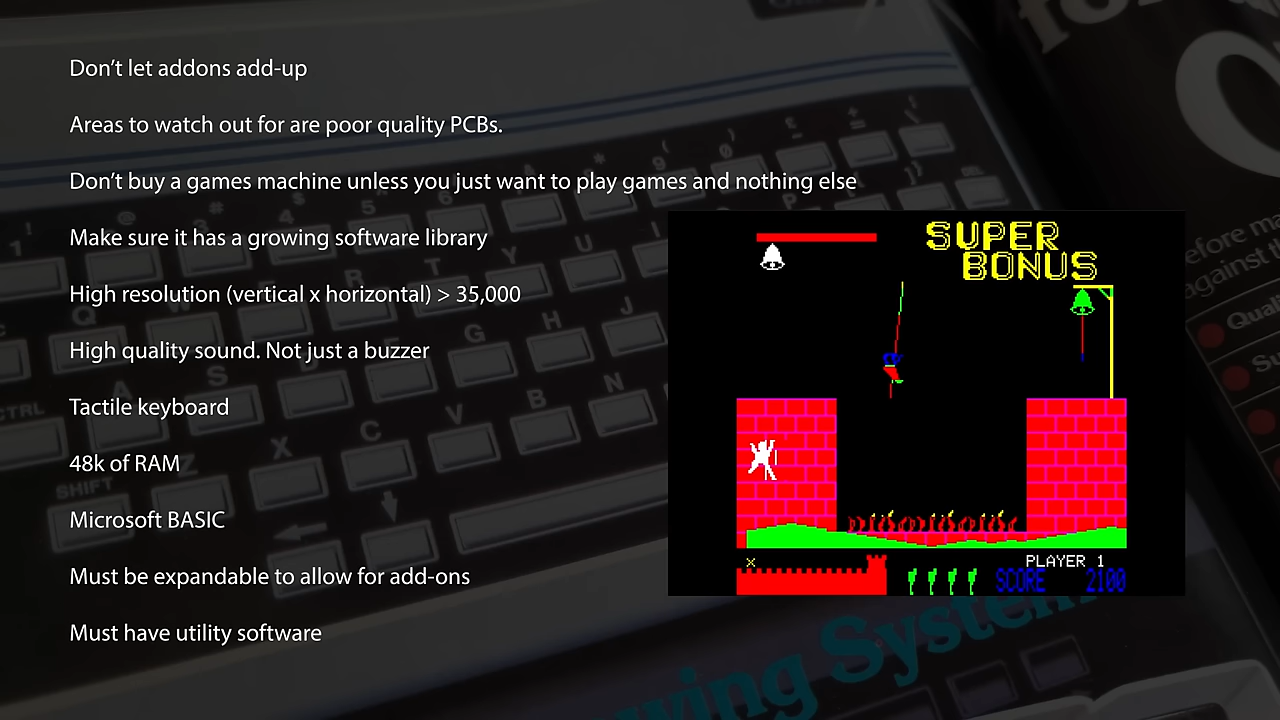 Don’t let addons add-up
Areas to watch out for are poor quality PCBs.
Don’t buy a games machine unless you just want to play games and nothing else
Make sure it has a growing software library
High resolution (vertical x horizontal) > 35,000
High quality sound. Not just a buzzer
Tactile keyboard
48k of RAM
Microsoft BASIC
Must be expandable to allow for add-ons
Must have utility software
SUPER
BONUS
PLAYER 1
SCORE 2100
CTRL
SHIFT